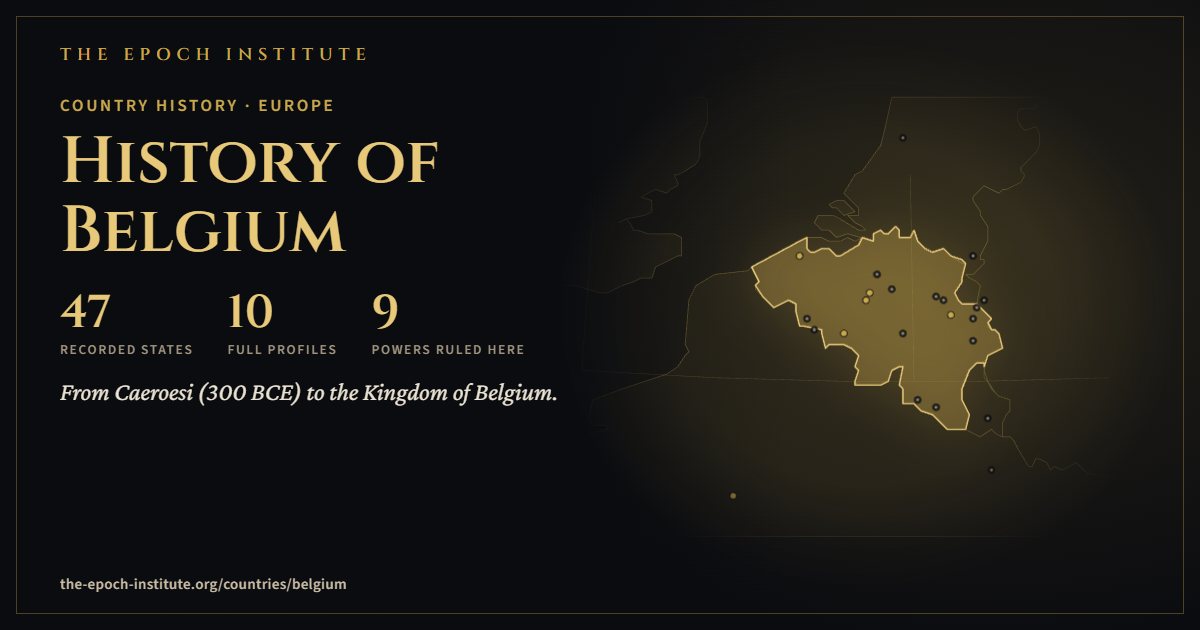 THE EPOCH INSTITUTE
COUNTRY HISTORY · EUROPE
HISTORY OF
BELGIUM
47 10 9
RECORDED STATES FULL PROFILES POWERS RULED HERE
From Caeroesi (300 BCE) to the Kingdom of Belgium.
the-epoch-institute.org/countries/belgium